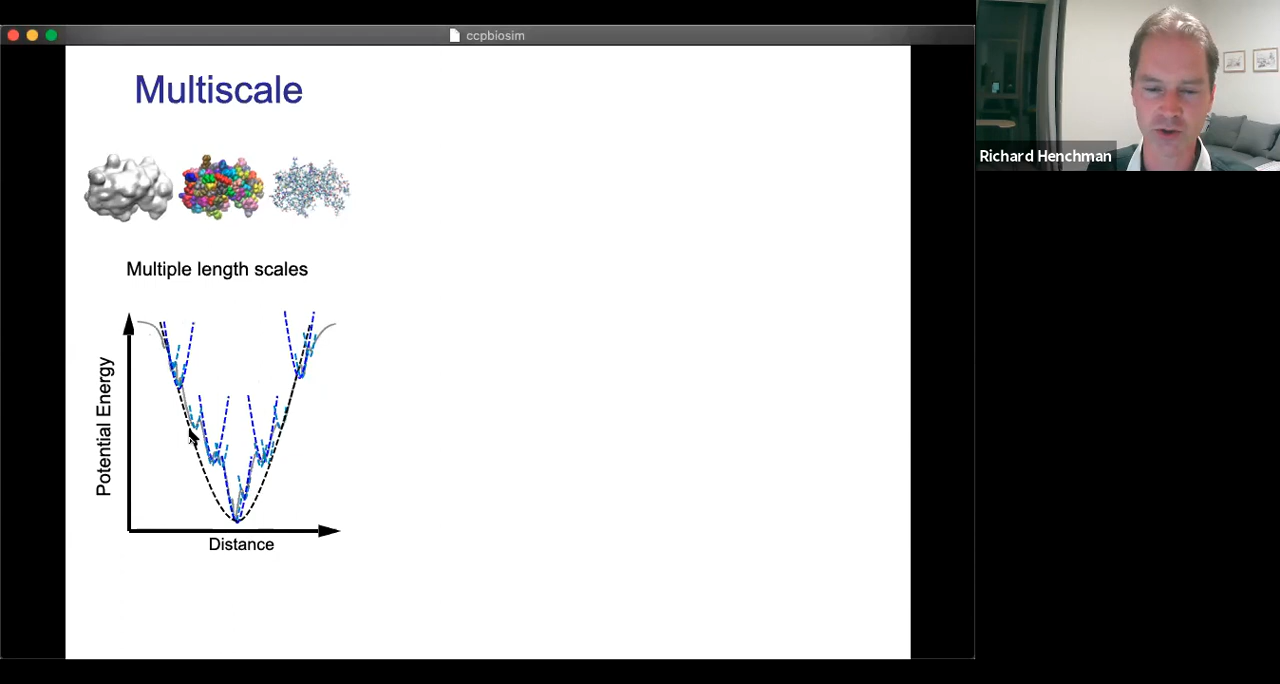 ccpbiosim
Multiscale
Richard Henchman
Multiple length scales
Potential Energy
Distance